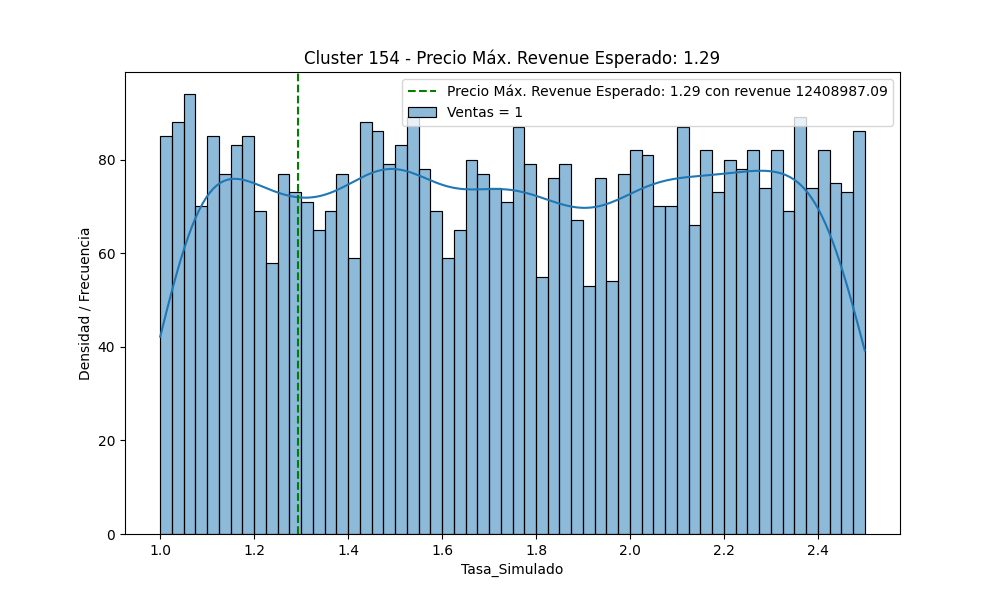 Cluster 154 - Precio Máx. Revenue Esperado: 1.29
Precio Máx. Revenue Esperado: 1.29 con revenue 12408987.09
Ventas = 1
80
60
40
20
0
Densidad / Frecuencia
1.0 1.2 1.4 1.6 1.8 2.0 2.2 2.4
Tasa_Simulado